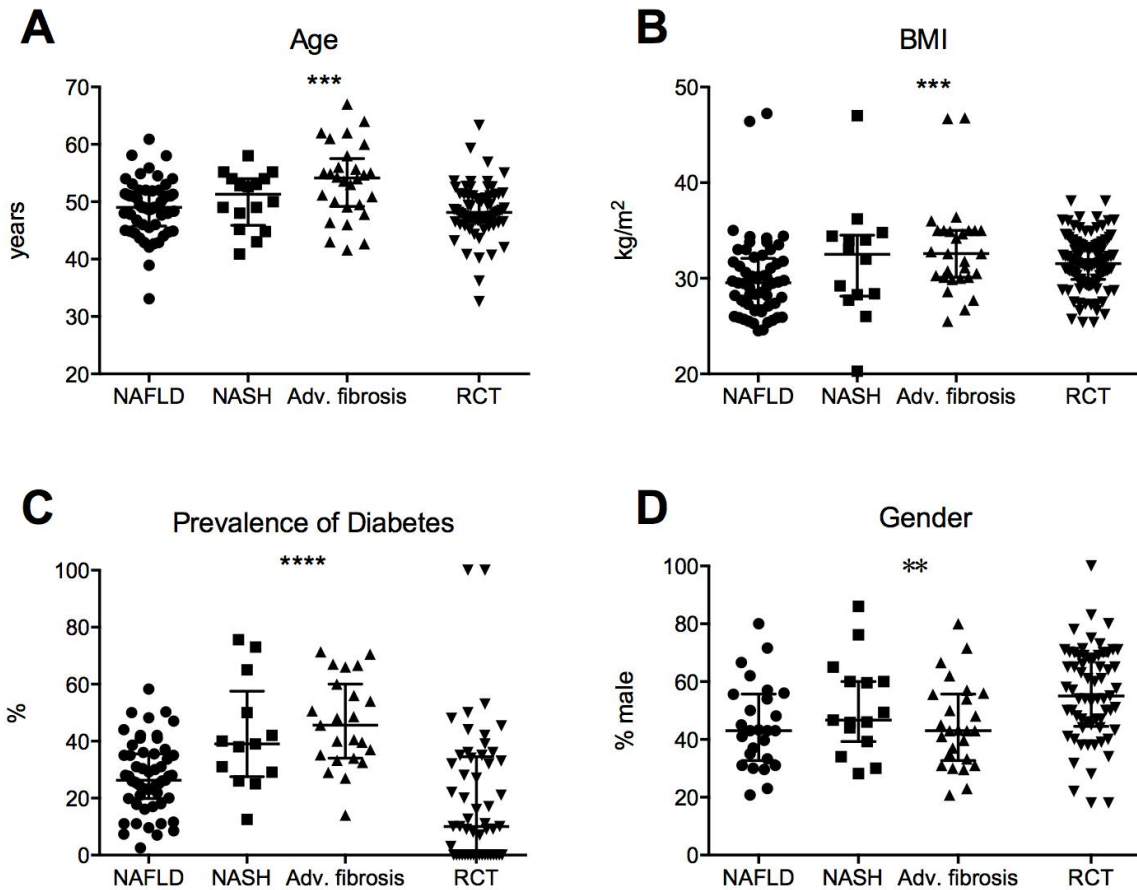 A
Age
***
years
70
60
50
40
30
20
NAFLD NASH Adv. fibrosis RCT
B
BMI
***
kg/m²
50
40
30
20
NAFLD NASH Adv. fibrosis RCT
C
Prevalence of Diabetes
****
%
100
80
60
40
20
0
NAFLD NASH Adv. fibrosis RCT
D
Gender
**
% male
100
80
60
40
20
0
NAFLD NASH Adv. fibrosis RCT